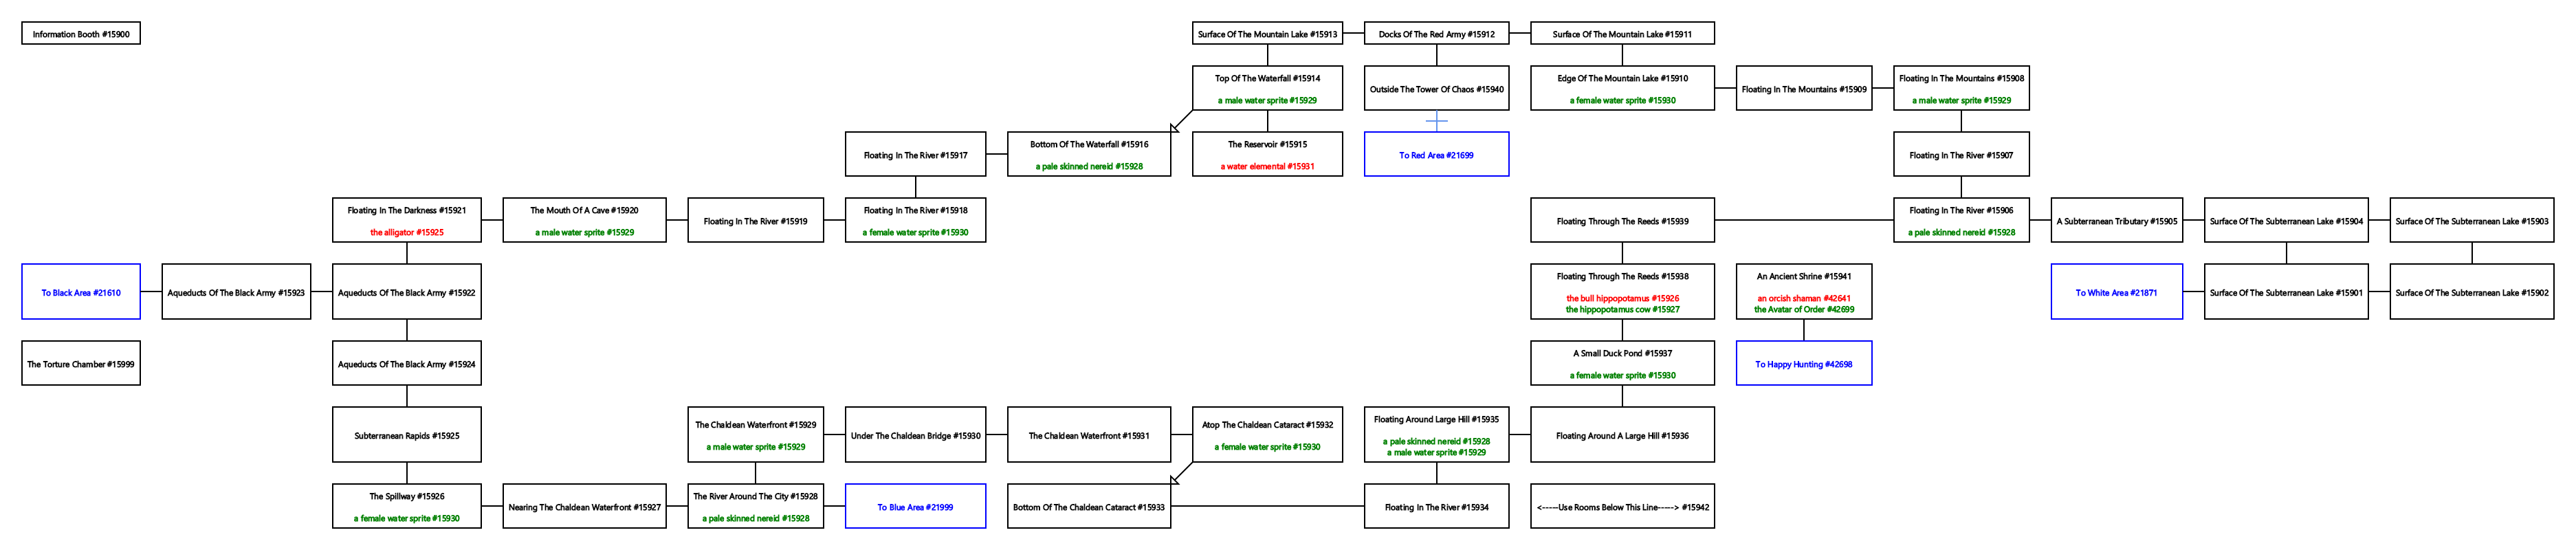 Information Booth #15900
Surface Of The Mountain Lake #15913
Docks Of The Red Army #15912
Surface Of The Mountain Lake #15911
Top Of The Waterfall #15914
a male water sprite #15929
Outside The Tower Of Chaos #15940
Edge Of The Mountain Lake #15910
a female water sprite #15930
Floating In The Mountains #15909
Floating In The Mountains #15908
a male water sprite #15929
Floating In The River #15917
Bottom Of The Waterfall #15916
a pale skinned nereid #15928
The Reservoir #15915
a water elemental #15931
To Red Area #21699
Floating In The River #15907
Floating In The Darkness #15921
the alligator #15925
The Mouth Of A Cave #15920
a male water sprite #15929
Floating In The River #15919
Floating In The River #15918
a female water sprite #15930
Floating Through The Reeds #15939
Floating In The River #15906
a pale skinned nereid #15928
A Subterranean Tributary #15905
Surface Of The Subterranean Lake #15904
Surface Of The Subterranean Lake #15903
To Black Area #21610
Aqueducts Of The Black Army #15923
Aqueducts Of The Black Army #15922
Floating Through The Reeds #15938
the bull hippopotamus #15926
the hippopotamus cow #15927
An Ancient Shrine #15941
an orcish shaman #42641
the Avatar of Order #42699
To White Area #21871
Surface Of The Subterranean Lake #15901
Surface Of The Subterranean Lake #15902
The Torture Chamber #15999
Aqueducts Of The Black Army #15924
A Small Duck Pond #15937
a female water sprite #15930
To Happy Hunting #42698
Subterranean Rapids #15925
The Chaldean Waterfront #15929
a male water sprite #15929
Under The Chaldean Bridge #15930
The Chaldean Waterfront #15931
Atop The Chaldean Cataract #15932
a female water sprite #15930
Floating Around Large Hill #15935
a pale skinned nereid #15928
a male water sprite #15929
Floating Around A Large Hill #15936
The Spillway #15926
a female water sprite #15930
Nearing The Chaldean Waterfront #15927
The River Around The City #15928
a pale skinned nereid #15928
To Blue Area #21999
Bottom Of The Chaldean Cataract #15933
Floating In The River #15934
<-----Use Rooms Below This Line-----> #15942